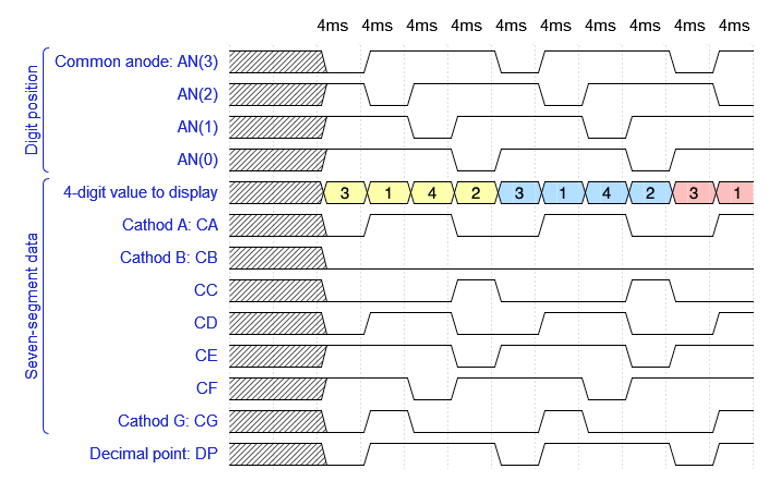 4ms 4ms 4ms 4ms 4ms 4ms 4ms 4ms 4ms 4ms
Digit position
Common anode: AN(3)
AN(2)
AN(1)
AN(0)
Seven-segment data
4-digit value to display 3 1 4 2 3 1 4 2 3 1
Cathod A: CA
Cathod B: CB
CC
CD
CE
CF
Cathod G: CG
Decimal point: DP